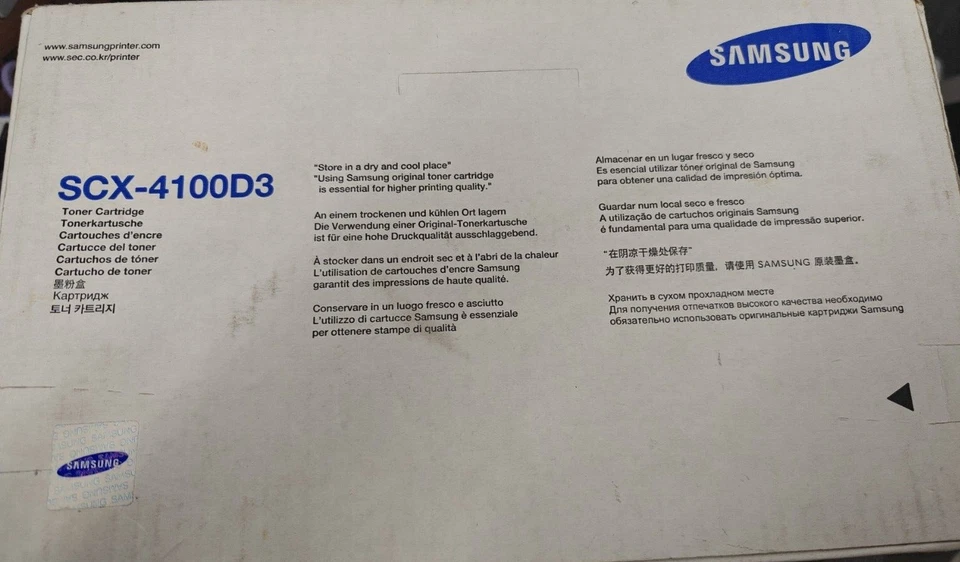 www.samsungprinter.com
www.sec.co.kr/printer
SAMSUNG
SCX-4100D3
Toner Cartridge
Tonerkartusche
Cartouches d'encre
Cartucce del toner
Cartuchos de tóner
Cartucho de toner
墨粉盒
Картридж
토너 카트리지
"Store in a dry and cool place"
"Using Samsung original toner cartridge
is essential for higher printing quality."
An einem trockenen und kühlen Ort lagern
Die Verwendung einer Original-Tonerkartusche
ist für eine hohe Druckqualität ausschlaggebend.
À stocker dans un endroit sec et à l'abri de la chaleur
L'utilisation de cartouches d'encre Samsung
garantit des impressions de haute qualité.
Conservare in un luogo fresco e asciutto
L'utilizzo di cartucce Samsung è essenziale
per ottenere stampe di qualità
Almacenar en un lugar fresco y seco
Es esencial utilizar tóner original de Samsung
para obtener una calidad de impresión óptima.
Guardar num local seco e fresco
A utilização de cartuchos originais Samsung
é fundamental para uma qualidade de impressão superior.
"在阴凉干燥处保存"
为了获得更好的打印质量，请使用 SAMSUNG 原装墨盒。
Хранить в сухом прохладном месте
Для получения отпечатков высокого качества необходимо
обязательно использовать оригинальные картриджи Samsung
SAMSUNG